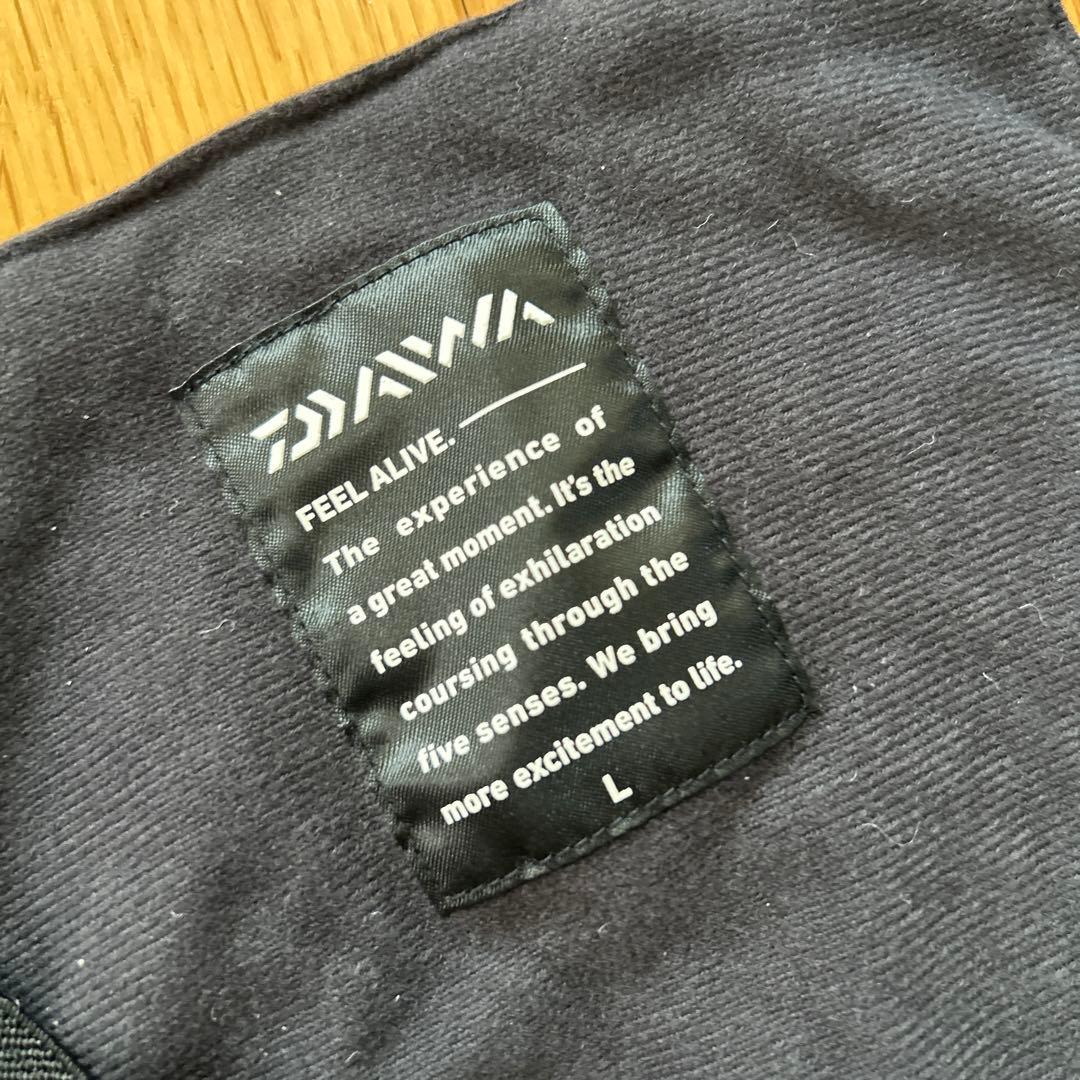 DAIWA
FEEL ALIVE.
The experience of
a great moment. It's the
feeling of exhilaration
coursing through the
five senses. We bring
more excitement to life.
L